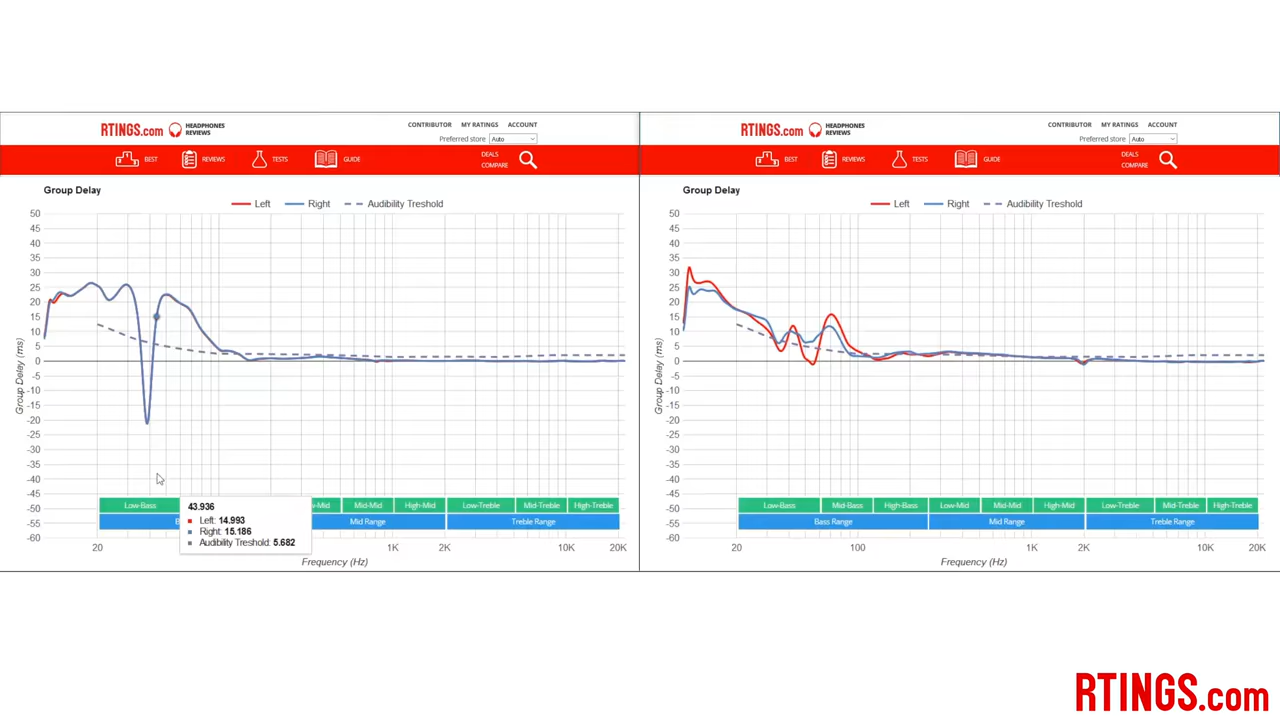 RTINGS.com HEADPHONES REVIEWS
CONTRIBUTOR MY RATINGS ACCOUNT
Preferred store Auto
BEST REVIEWS TESTS GUIDE
DEALS
COMPARE
Group Delay
Left Right Audibility Treshold
50
45
40
35
30
25
20
15
10
5
0
-5
-10
-15
-20
-25
-30
-35
-40
-45
-50
-55
-60
Group Delay (ms)
Low-Bass -Mid Mid-Mid High-Mid Low-Treble Mid-Treble High-Treble
B Mid Range Treble Range
43.936
Left: 14.993
Right: 15.186
Audibility Treshold: 5.682
20 1K 2K 10K 20K
Frequency (Hz)
RTINGS.com HEADPHONES REVIEWS
CONTRIBUTOR MY RATINGS ACCOUNT
Preferred store Auto
BEST REVIEWS TESTS GUIDE
DEALS
COMPARE
Group Delay
Left Right Audibility Treshold
50
45
40
35
30
25
20
15
10
5
0
-5
-10
-15
-20
-25
-30
-35
-40
-45
-50
-55
-60
Group Delay (ms)
Low-Bass Mid-Bass High-Bass Low-Mid Mid-Mid High-Mid Low-Treble Mid-Treble High-Treble
Bass Range Mid Range Treble Range
20 100 1K 2K 10K 20K
Frequency (Hz)
RTINGS.com